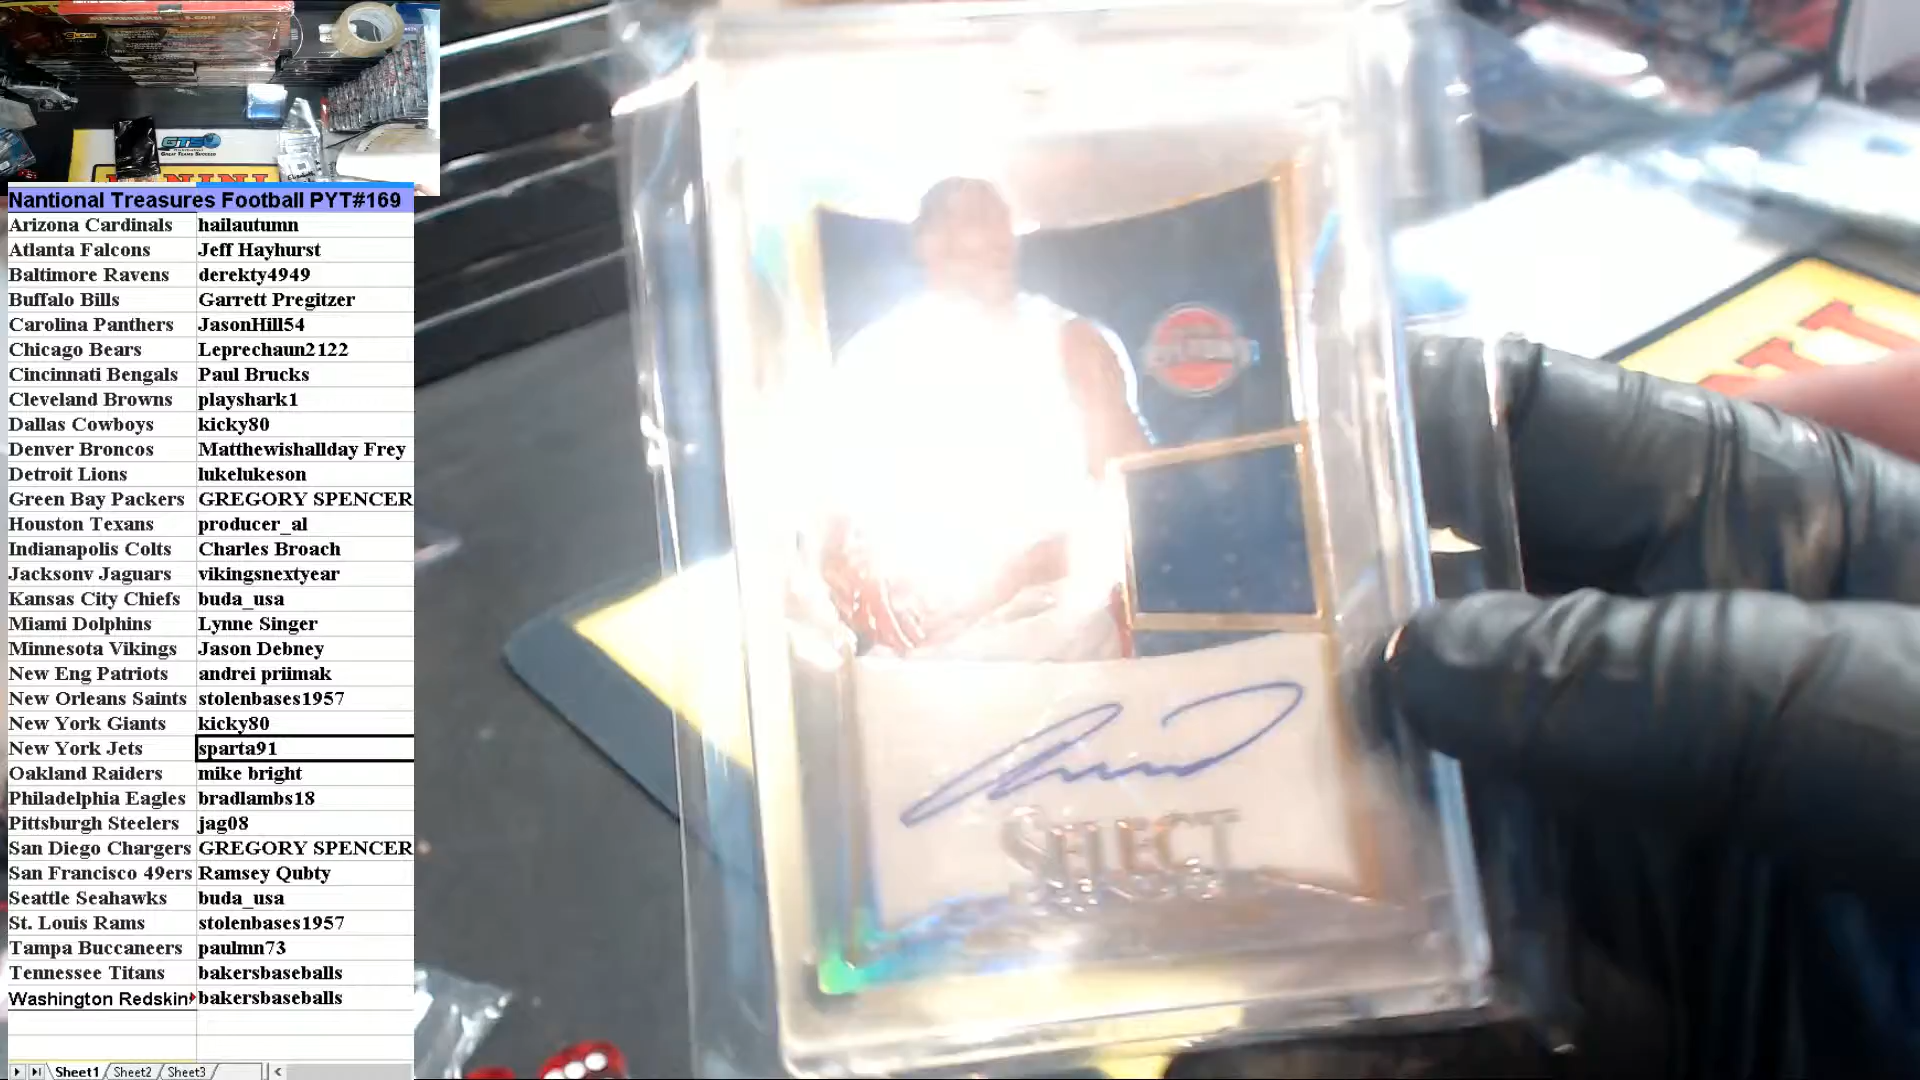 GTS
GREAT TEAMS SUCCEED
Nantional Treasures Football PYT#169
Arizona Cardinals hailautumn
Atlanta Falcons Jeff Hayhurst
Baltimore Ravens derekty4949
Buffalo Bills Garrett Pregitzer
Carolina Panthers JasonHill54
Chicago Bears Leprechaun2122
Cincinnati Bengals Paul Brucks
Cleveland Browns playshark1
Dallas Cowboys kicky80
Denver Broncos Matthewishallday Frey
Detroit Lions lukelukeson
Green Bay Packers GREGORY SPENCER
Houston Texans producer_al
Indianapolis Colts Charles Broach
Jacksonv Jaguars vikingsnextyear
Kansas City Chiefs buda_usa
Miami Dolphins Lynne Singer
Minnesota Vikings Jason Debney
New Eng Patriots andrei priimak
New Orleans Saints stolenbases1957
New York Giants kicky80
New York Jets sparta91
Oakland Raiders mike bright
Philadelphia Eagles bradlambs18
Pittsburgh Steelers jag08
San Diego Chargers GREGORY SPENCER
San Francisco 49ers Ramsey Qubty
Seattle Seahawks buda_usa
St. Louis Rams stolenbases1957
Tampa Buccaneers paulmn73
Tennessee Titans bakersbaseballs
Washington Redskin bakersbaseballs
Sheet1 Sheet2 Sheet3
SELECT